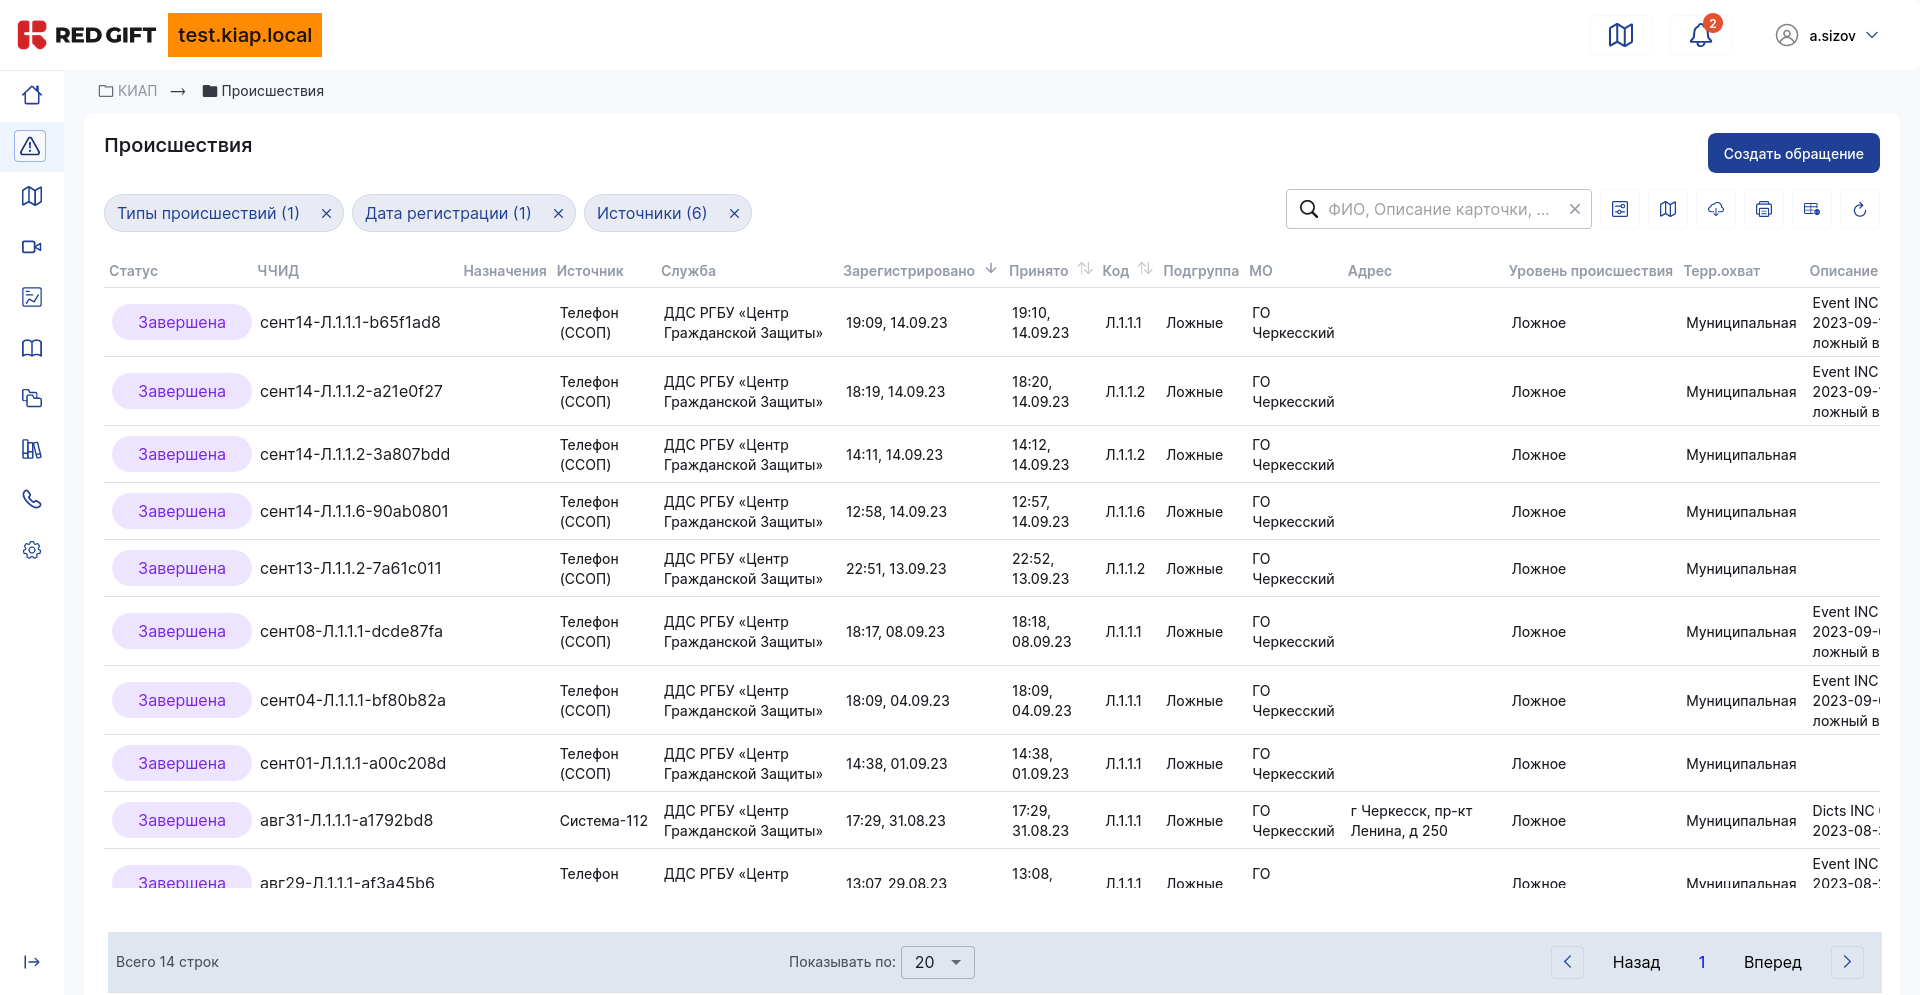 RED GIFT
test.kiap.local
2
a.sizov
КИАП → Происшествия
Происшествия
Создать обращение
Типы происшествий (1)
Дата регистрации (1)
Источники (6)
ФИО, Описание карточки, ...
Статус ЧЧИД Назначения Источник Служба Зарегистрировано Принято Код Подгруппа МО Адрес Уровень происшествия Терр.охват Описание
Завершена сент14-Л.1.1.1-b65f1ad8 Телефон (ССОП) ДДС РГБУ «Центр Гражданской Защиты» 19:09, 14.09.23 19:10, 14.09.23 Л.1.1.1 Ложные ГО Черкесский Ложное Муниципальная Event INC 2023-09- ложный в
Завершена сент14-Л.1.1.2-a21e0f27 Телефон (ССОП) ДДС РГБУ «Центр Гражданской Защиты» 18:19, 14.09.23 18:20, 14.09.23 Л.1.1.2 Ложные ГО Черкесский Ложное Муниципальная Event INC 2023-09- ложный в
Завершена сент14-Л.1.1.2-3a807bdd Телефон (ССОП) ДДС РГБУ «Центр Гражданской Защиты» 14:11, 14.09.23 14:12, 14.09.23 Л.1.1.2 Ложные ГО Черкесский Ложное Муниципальная
Завершена сент14-Л.1.1.6-90ab0801 Телефон (ССОП) ДДС РГБУ «Центр Гражданской Защиты» 12:58, 14.09.23 12:57, 14.09.23 Л.1.1.6 Ложные ГО Черкесский Ложное Муниципальная
Завершена сент13-Л.1.1.2-7a61c011 Телефон (ССОП) ДДС РГБУ «Центр Гражданской Защиты» 22:51, 13.09.23 22:52, 13.09.23 Л.1.1.2 Ложные ГО Черкесский Ложное Муниципальная
Завершена сент08-Л.1.1.1-dcde87fa Телефон (ССОП) ДДС РГБУ «Центр Гражданской Защиты» 18:17, 08.09.23 18:18, 08.09.23 Л.1.1.1 Ложные ГО Черкесский Ложное Муниципальная Event INC 2023-09- ложный в
Завершена сент04-Л.1.1.1-bf80b82a Телефон (ССОП) ДДС РГБУ «Центр Гражданской Защиты» 18:09, 04.09.23 18:09, 04.09.23 Л.1.1.1 Ложные ГО Черкесский Ложное Муниципальная Event INC 2023-09- ложный в
Завершена сент01-Л.1.1.1-a00c208d Телефон (ССОП) ДДС РГБУ «Центр Гражданской Защиты» 14:38, 01.09.23 14:38, 01.09.23 Л.1.1.1 Ложные ГО Черкесский Ложное Муниципальная
Завершена авг31-Л.1.1.1-a1792bd8 Система-112 ДДС РГБУ «Центр Гражданской Защиты» 17:29, 31.08.23 17:29, 31.08.23 Л.1.1.1 Ложные ГО Черкесский г Черкесск, пр-кт Ленина, д 250 Ложное Муниципальная Dicts INC 2023-08-
Завершена авг29-Л.1.1.1-af3a45b6 Телефон ДДС РГБУ «Центр 13:07, 29.08.23 13:08, Л.1.1.1 Ложные ГО Ложное Муниципальная Event INC 2023-08-
Всего 14 строк
Показывать по: 20
Назад 1 Вперед